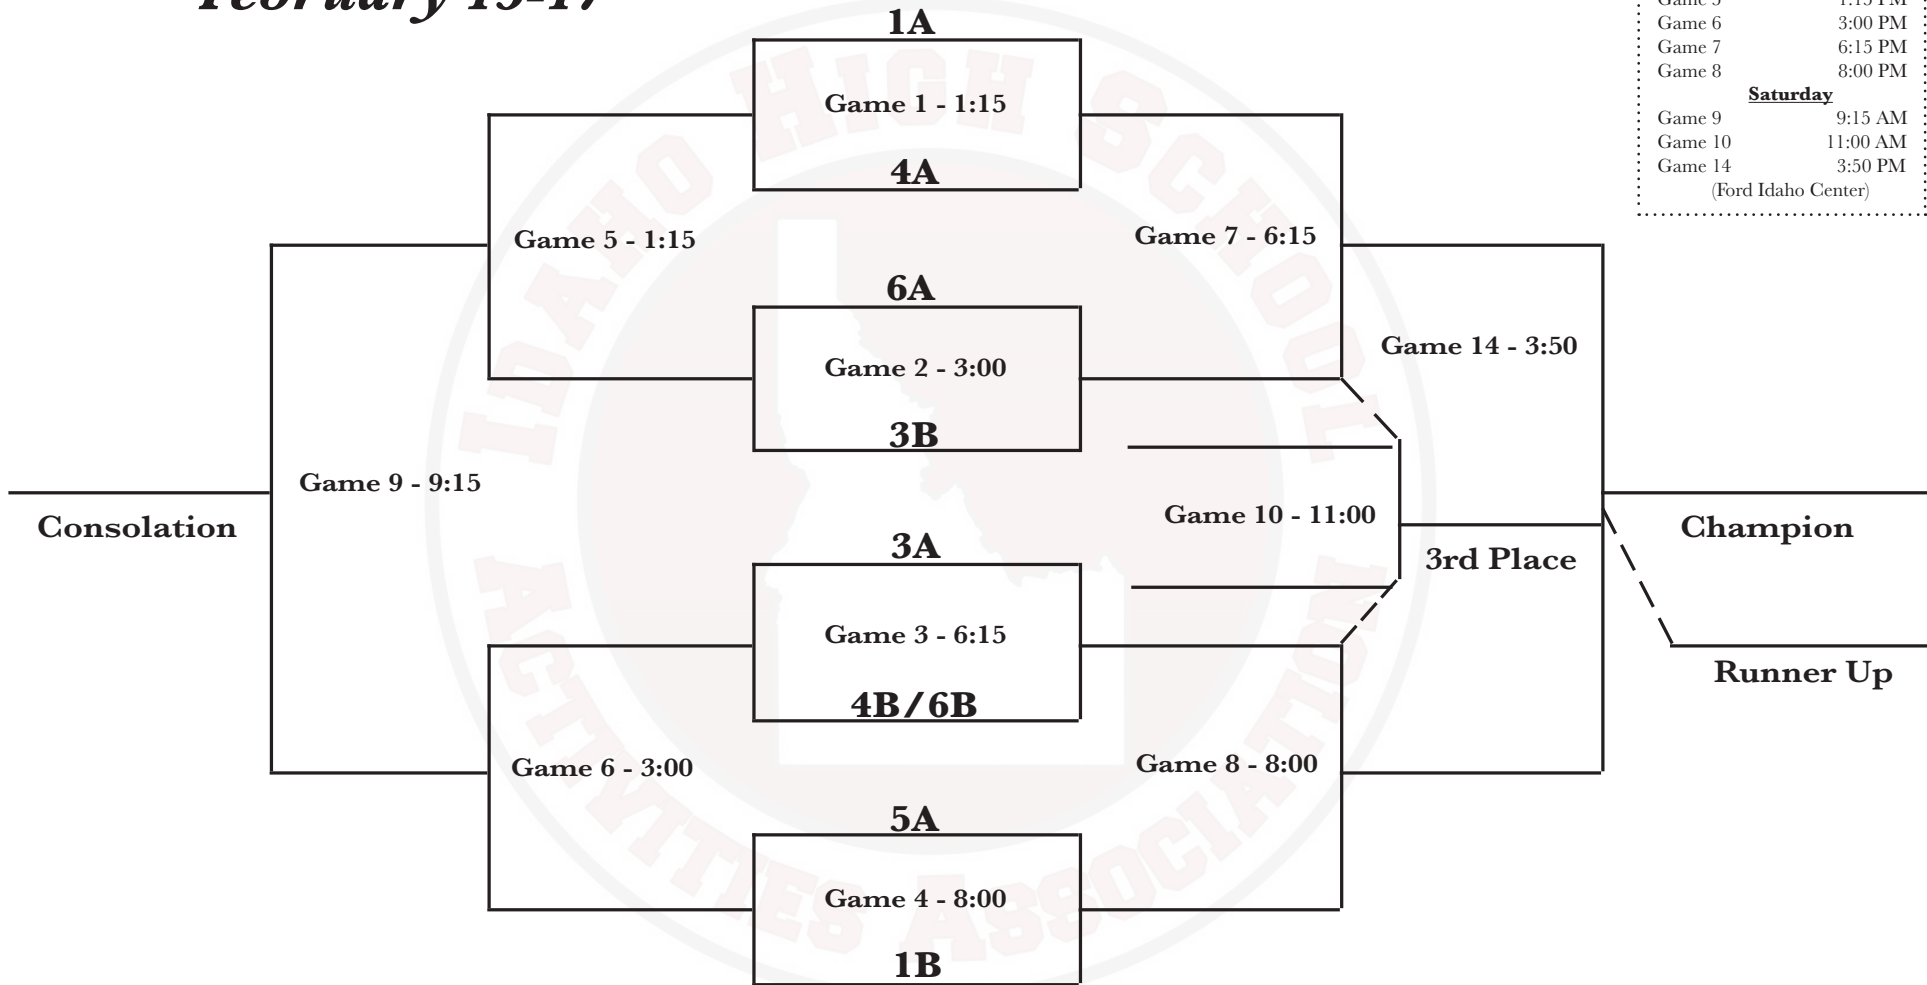 February 15-17
Game 5 1:15 PM
Game 6 3:00 PM
Game 7 6:15 PM
Game 8 8:00 PM
Saturday
Game 9 9:15 AM
Game 10 11:00 AM
Game 14 3:50 PM
(Ford Idaho Center)
1A
Game 1 - 1:15
4A
Game 5 - 1:15
Game 7 - 6:15
6A
Game 2 - 3:00
3B
Game 14 - 3:50
Game 9 - 9:15
Consolation
Game 10 - 11:00
Champion
3rd Place
3A
Game 3 - 6:15
4B/6B
Runner Up
Game 6 - 3:00
Game 8 - 8:00
5A
Game 4 - 8:00
1B
IDAHO HIGH SCHOOL
ACTIVITIES ASSOCIATION